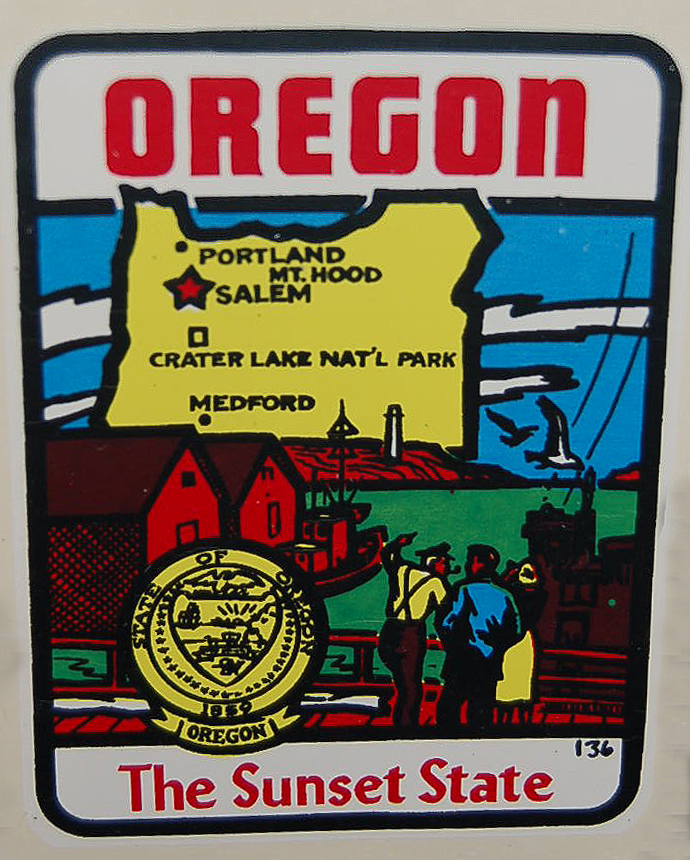 OREGON
PORTLAND
MT. HOOD
SALEM
CRATER LAKE NAT'L PARK
MEDFORD
STATE OF OREGON
1859
OREGON
136
The Sunset State